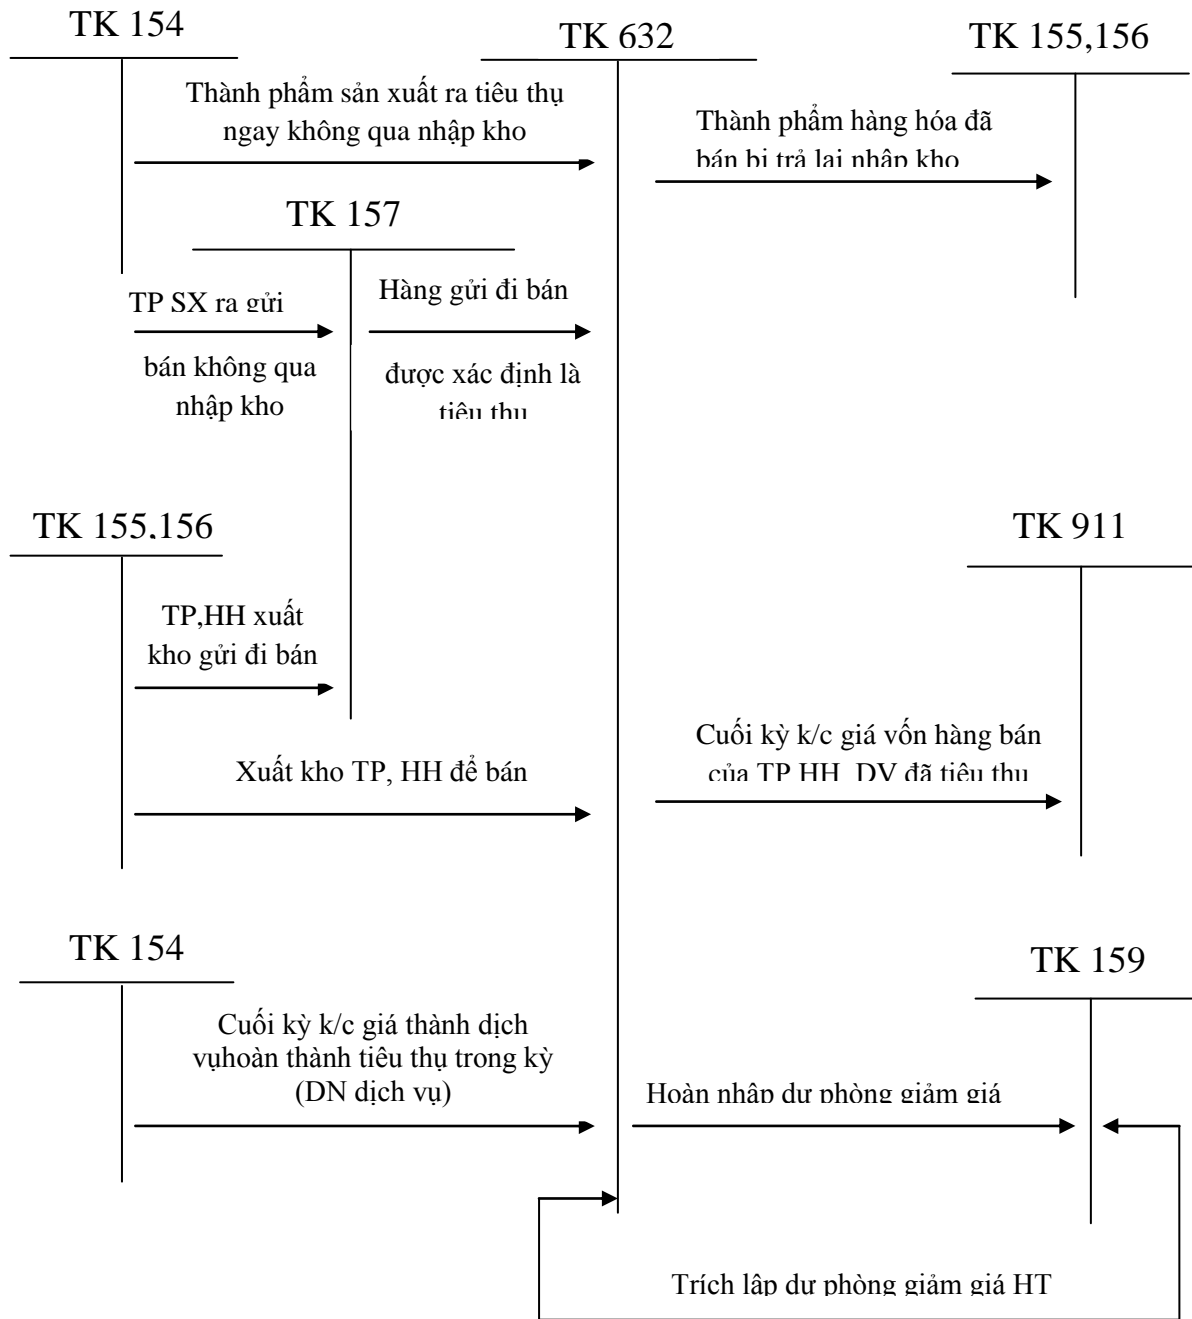 TK 154
TK 632
TK 155,156
Thành phẩm sản xuất ra tiêu thụ
ngay không qua nhập kho
Thành phẩm hàng hóa đã
bán bị trả lại nhập kho
TK 157
TP SX ra gửi
bán không qua
nhập kho
Hàng gửi đi bán
được xác định là
tiêu thụ
TK 155,156
TK 911
TP,HH xuất
kho gửi đi bán
Cuối kỳ k/c giá vốn hàng bán
của TP HH DV đã tiêu thụ
Xuất kho TP, HH để bán
TK 154
TK 159
Cuối kỳ k/c giá thành dịch
vụhoàn thành tiêu thụ trong kỳ
(DN dịch vụ)
Hoàn nhập dự phòng giảm giá
Trích lập dự phòng giảm giá HT